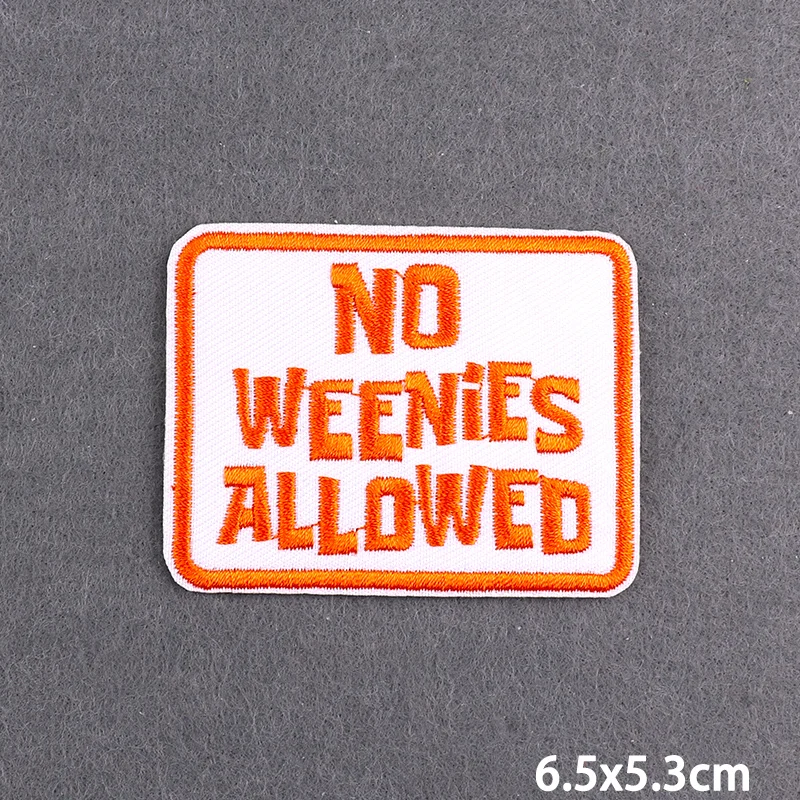 NO
WEENiES
ALLOWED
6.5x5.3cm